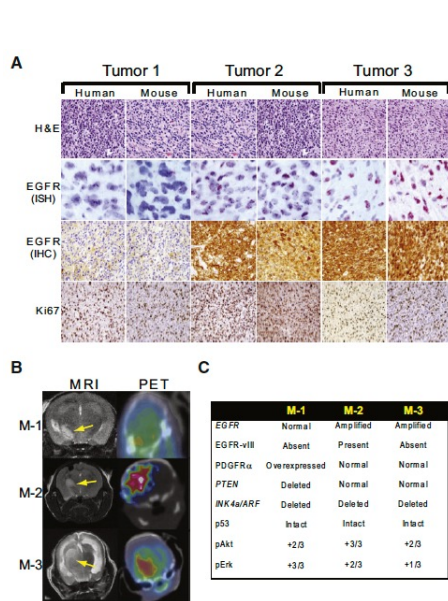 A
Tumor 1 Tumor 2 Tumor 3
Human Mouse Human Mouse Human Mouse
H&E
EGFR
(ISH)
EGFR
(IHC)
Ki67
B
MRI PET
M-1
M-2
M-3
C
M-1 M-2 M-3
EGFR Normal Amplified Amplified
EGFR-vIII Absent Present Absent
PDGFRα Overexpressed Normal Normal
PTEN Deleted Normal Normal
INK4a/ARF Deleted Deleted Deleted
p53 Intact Intact Intact
pAkt +2/3 +3/3 +2/3
pErk +3/3 +2/3 +1/3